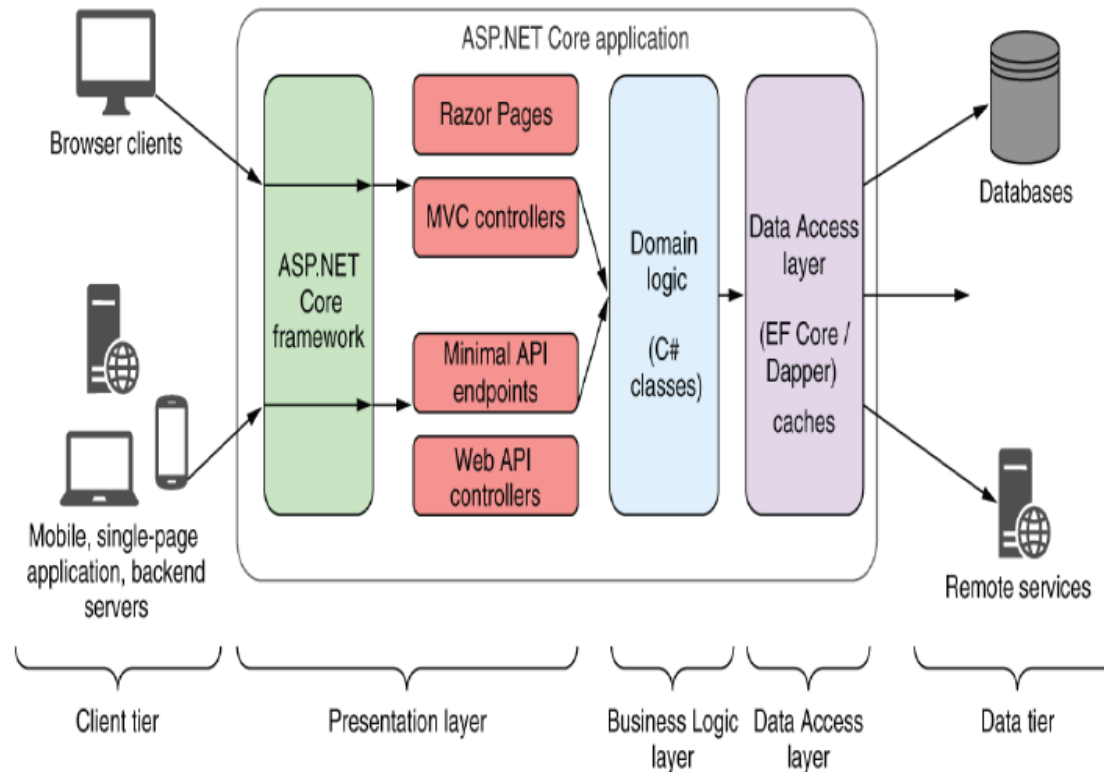 ASP.NET Core application
Browser clients
Mobile, single-page
application, backend
servers
ASP.NET
Core
framework
Razor Pages
MVC controllers
Minimal API
endpoints
Web API
controllers
Domain
logic
(C#
classes)
Data Access
layer
(EF Core /
Dapper)
caches
Databases
Remote services
Client tier
Presentation layer
Business Logic
layer
Data Access
layer
Data tier